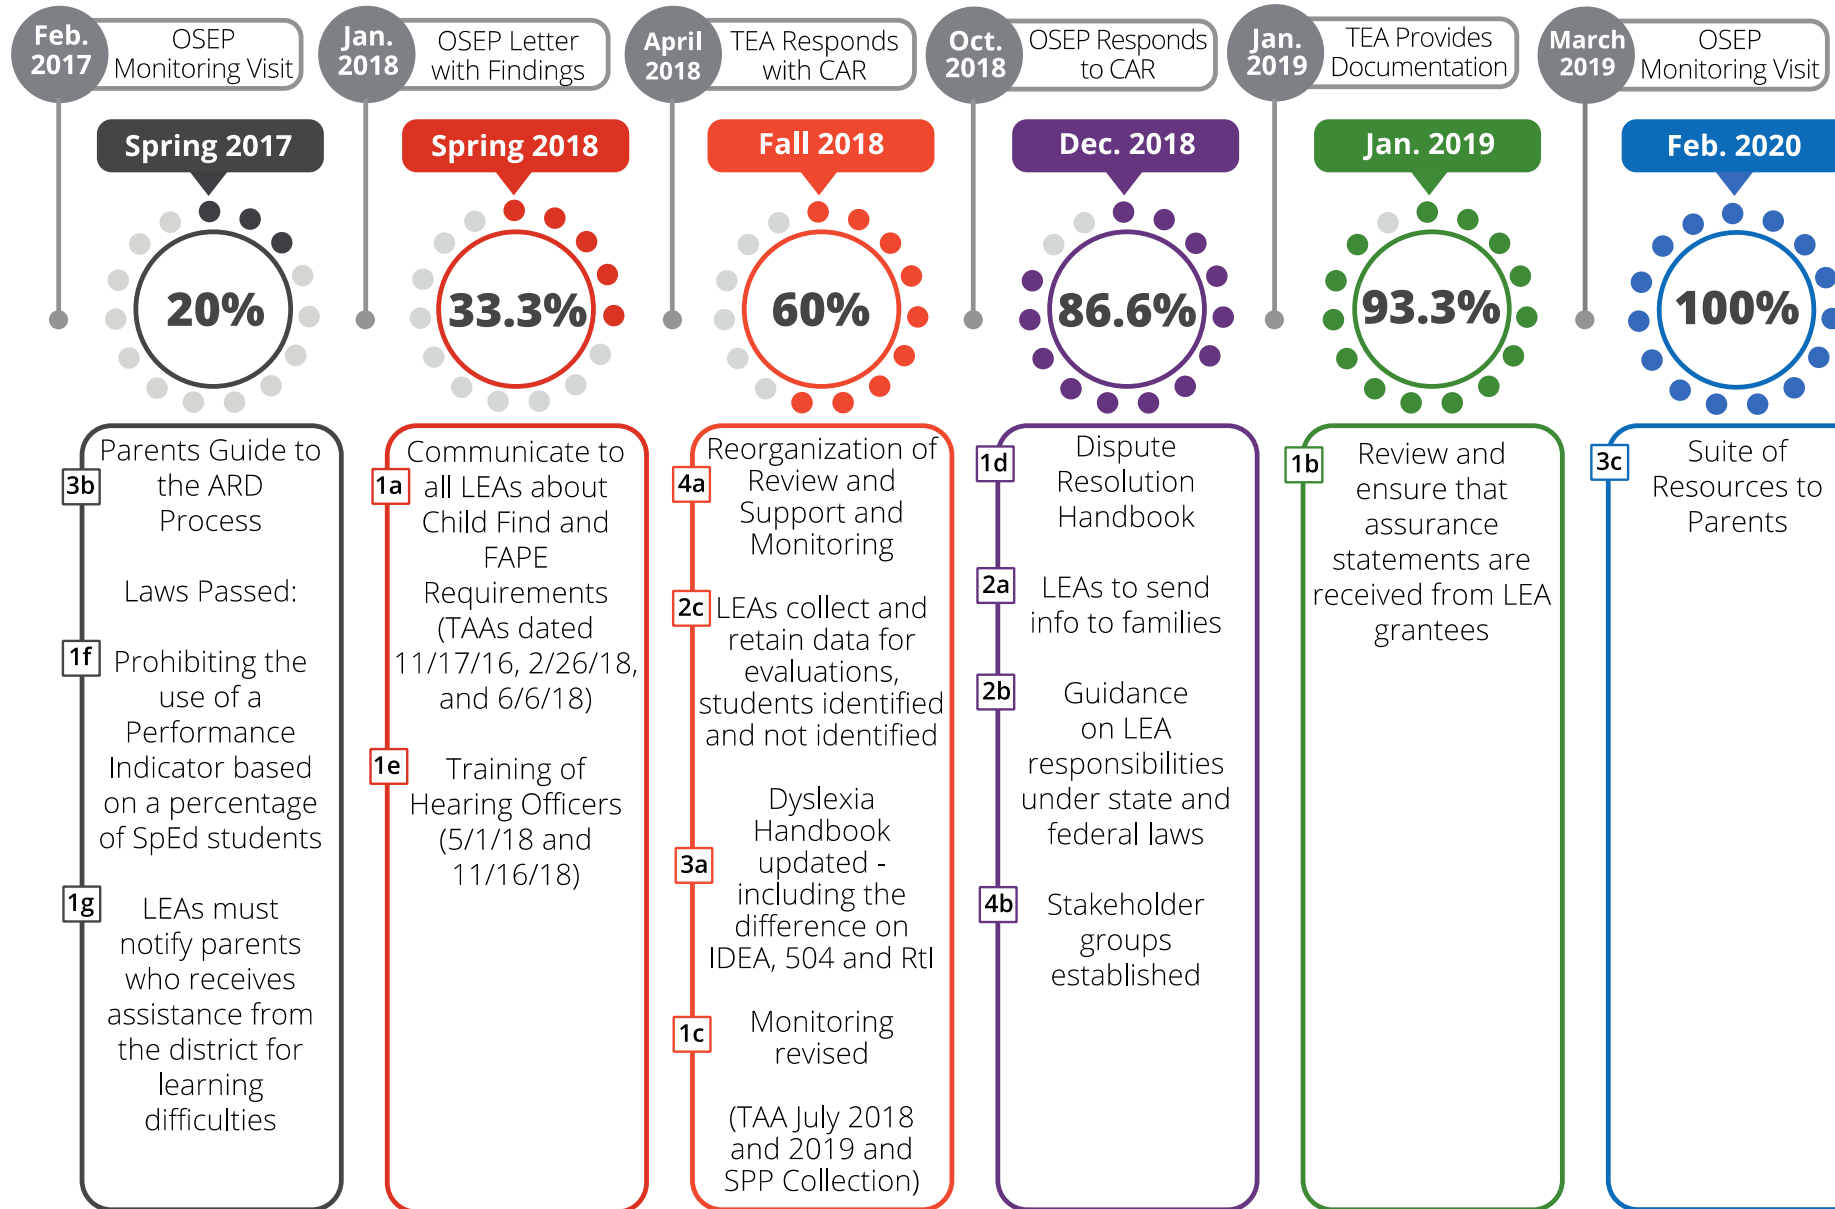 Feb.
2017
OSEP
Monitoring Visit
Jan.
2018
OSEP Letter
with Findings
April
2018
TEA Responds
with CAR
Oct.
2018
OSEP Responds
to CAR
Jan.
2019
TEA Provides
Documentation
March
2019
OSEP
Monitoring Visit
Spring 2017
20%
3b
Parents Guide to
the ARD
Process
Laws Passed:
1f
Prohibiting the
use of a
Performance
Indicator based
on a percentage
of SpEd students
1g
LEAs must
notify parents
who receives
assistance from
the district for
learning
difficulties
Spring 2018
33.3%
1a
Communicate to
all LEAs about
Child Find and
FAPE
Requirements
(TAAs dated
11/17/16, 2/26/18,
and 6/6/18)
1e
Training of
Hearing Officers
(5/1/18 and
11/16/18)
Fall 2018
60%
4a
Reorganization of
Review and
Support and
Monitoring
2c
LEAs collect and
retain data for
evaluations,
students identified
and not identified
3a
Dyslexia
Handbook
updated -
including the
difference on
IDEA, 504 and RtI
1c
Monitoring
revised
(TAA July 2018
and 2019 and
SPP Collection)
Dec. 2018
86.6%
1d
Dispute
Resolution
Handbook
2a
LEAs to send
info to families
2b
Guidance
on LEA
responsibilities
under state and
federal laws
4b
Stakeholder
groups
established
Jan. 2019
93.3%
1b
Review and
ensure that
assurance
statements are
received from LEA
grantees
Feb. 2020
100%
3c
Suite of
Resources to
Parents